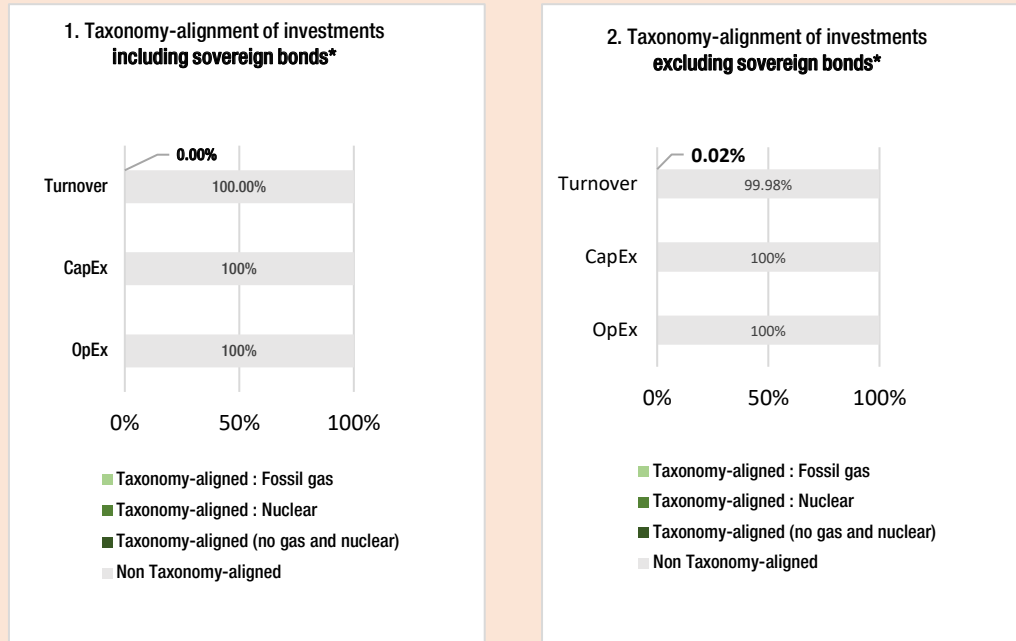 1. Taxonomy-alignment of investments
including sovereign bonds*
0.00%
Turnover
100.00%
CapEx
100%
OpEx
100%
0%
50%
100%
Taxonomy-aligned : Fossil gas
Taxonomy-aligned : Nuclear
Taxonomy-aligned (no gas and nuclear)
Non Taxonomy-aligned
2. Taxonomy-alignment of investments
excluding sovereign bonds*
0.02%
Turnover
99.98%
CapEx
100%
OpEx
100%
0%
50%
100%
Taxonomy-aligned : Fossil gas
Taxonomy-aligned : Nuclear
Taxonomy-aligned (no gas and nuclear)
Non Taxonomy-aligned